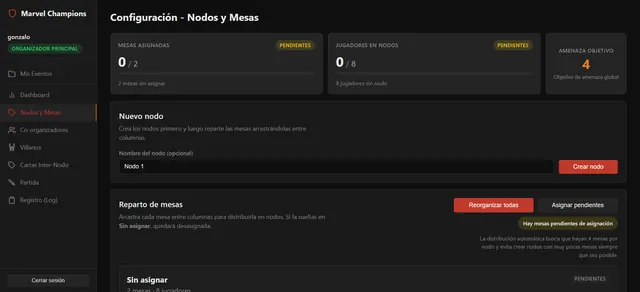 Marvel Champions
gonzalo
ORGANIZADOR PRINCIPAL
Mis Eventos
Dashboard
Nodos y Mesas
Co-organizadores
Villanos
Cartas Inter-Nodo
Partida
Registro (Log)
Cerrar sesión
Configuración - Nodos y Mesas
MESAS ASIGNADAS
PENDIENTES
0 / 2
2 mesas sin asignar
JUGADORES EN NODOS
PENDIENTES
0 / 8
8 jugadores sin nodo
AMENAZA OBJETIVO
4
Objetivo de amenaza global
Nuevo nodo
Crea los nodos primero y luego reparte las mesas arrastrándolas entre
columnas.
Nombre del nodo (opcional)
Nodo 1
Crear nodo
Reparto de mesas
Arrastra cada mesa entre columnas para distribuirla en nodos. Si la sueltas en
Sin asignar, quedará desasignada.
Reorganizar todas
Asignar pendientes
Hay mesas pendientes de asignación
La distribución automática busca que hayan 4 mesas por
nodo y evita crear nodos con muy pocas mesas siempre
que sea posible.
Sin asignar
2 mesas · 8 jugadores
PENDIENTES